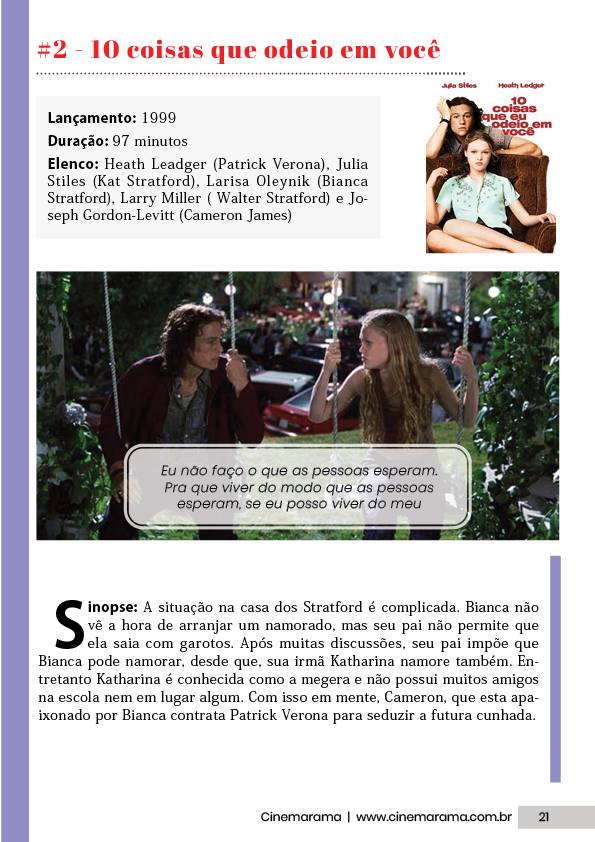 #2 - 10 coisas que odeio em você
Lançamento: 1999
Duração: 97 minutos
Elenco: Heath Leadger (Patrick Verona), Julia
Stiles (Kat Stratford), Larisa Oleynik (Bianca
Stratford), Larry Miller ( Walter Stratford) e Jo-
seph Gordon-Levitt (Cameron James)
Julia Stiles Heath Ledger
10
coisas
que eu
odeio em
você
Eu não faço o que as pessoas esperam.
Pra que viver do modo que as pessoas
esperam, se eu posso viver do meu
Sinopse: A situação na casa dos Stratford é complicada. Bianca não
vê a hora de arranjar um namorado, mas seu pai não permite que
ela saia com garotos. Após muitas discussões, seu pai impõe que
Bianca pode namorar, desde que, sua irmã Katharina namore também. En-
tretanto Katharina é conhecida como a megera e não possui muitos amigos
na escola nem em lugar algum. Com isso em mente, Cameron, que esta apa-
ixonado por Bianca contrata Patrick Verona para seduzir a futura cunhada.
Cinemarama | www.cinemarama.com.br 21